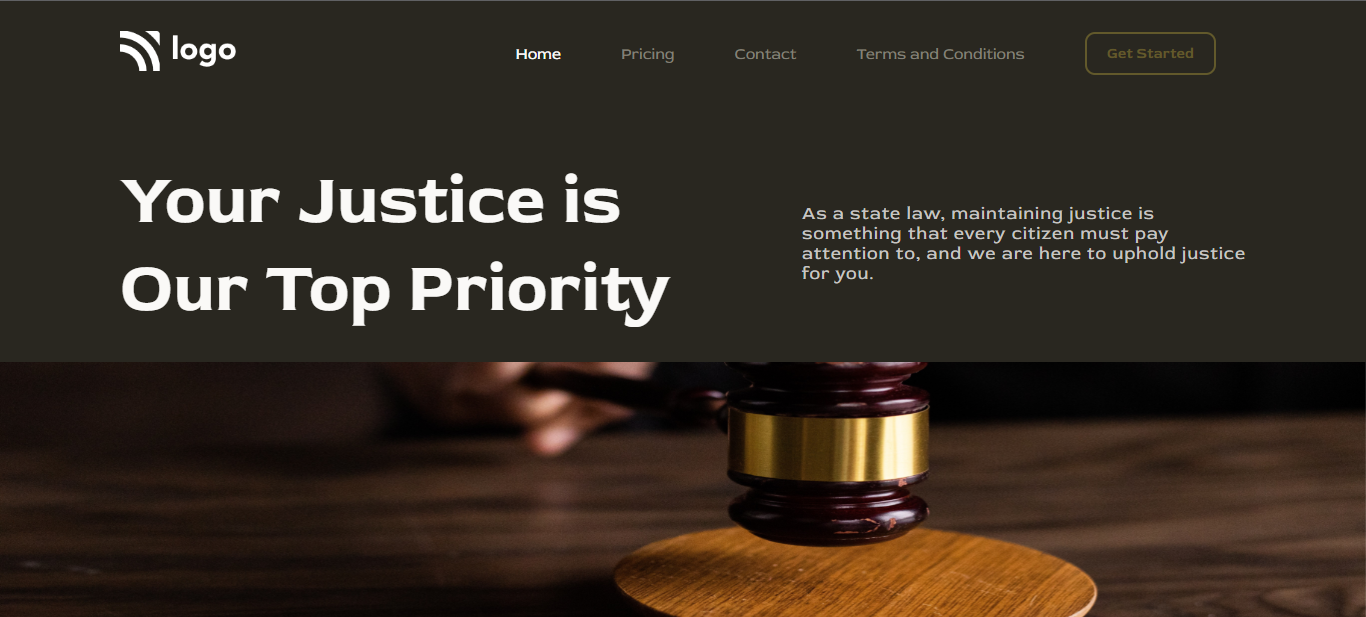 logo
Home Pricing Contact Terms and Conditions Get Started
Your Justice is
Our Top Priority
As a state law, maintaining justice is
something that every citizen must pay
attention to, and we are here to uphold justice
for you.